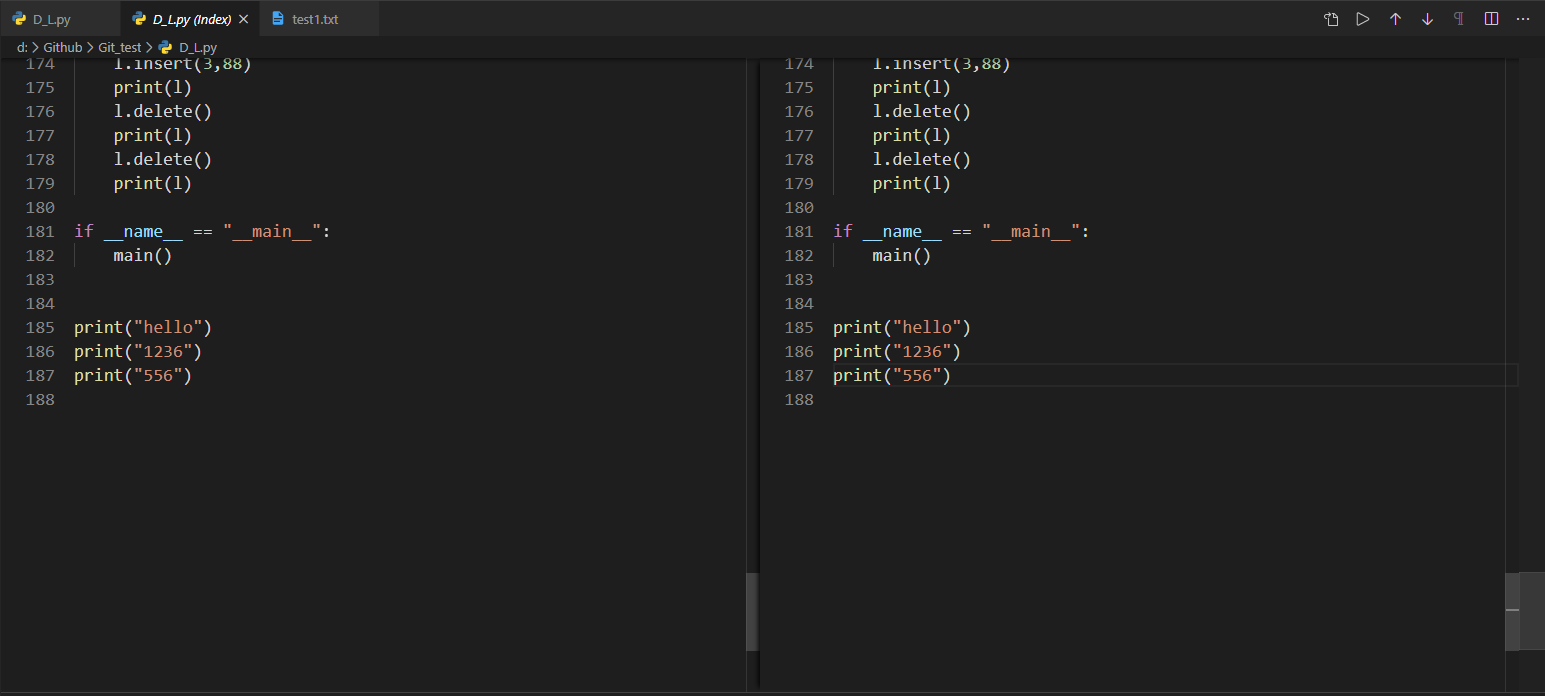 D_L.py D_L.py (Index) test1.txt
d: Github Git_test D_L.py
174 l.insert(3,88)
175 print(l)
176 l.delete()
177 print(l)
178 l.delete()
179 print(l)
180
181 if __name__ == "__main__":
182 main()
183
184
185 print("hello")
186 print("1236")
187 print("556")
188
174 l.insert(3,88)
175 print(l)
176 l.delete()
177 print(l)
178 l.delete()
179 print(l)
180
181 if __name__ == "__main__":
182 main()
183
184
185 print("hello")
186 print("1236")
187 print("556")
188